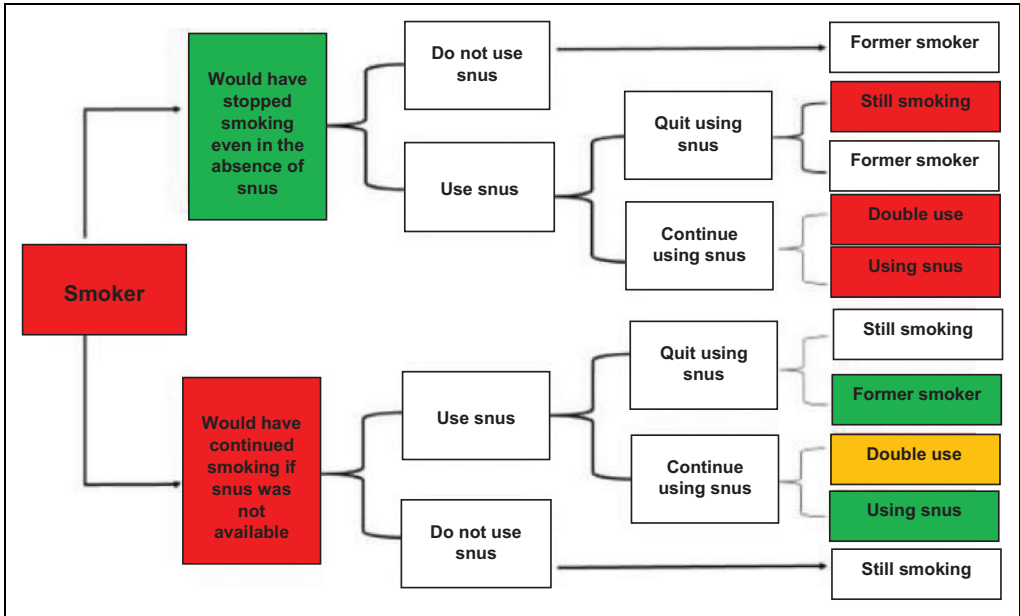 Smoker
Would have
stopped
smoking
even in the
absence of
snus
Do not use
snus
Former smoker
Use snus
Quit using
snus
Still smoking
Former smoker
Continue
using snus
Double use
Using snus
Would have
continued
smoking if
snus was
not
available
Use snus
Quit using
snus
Still smoking
Former smoker
Continue
using snus
Double use
Using snus
Do not use
snus
Still smoking